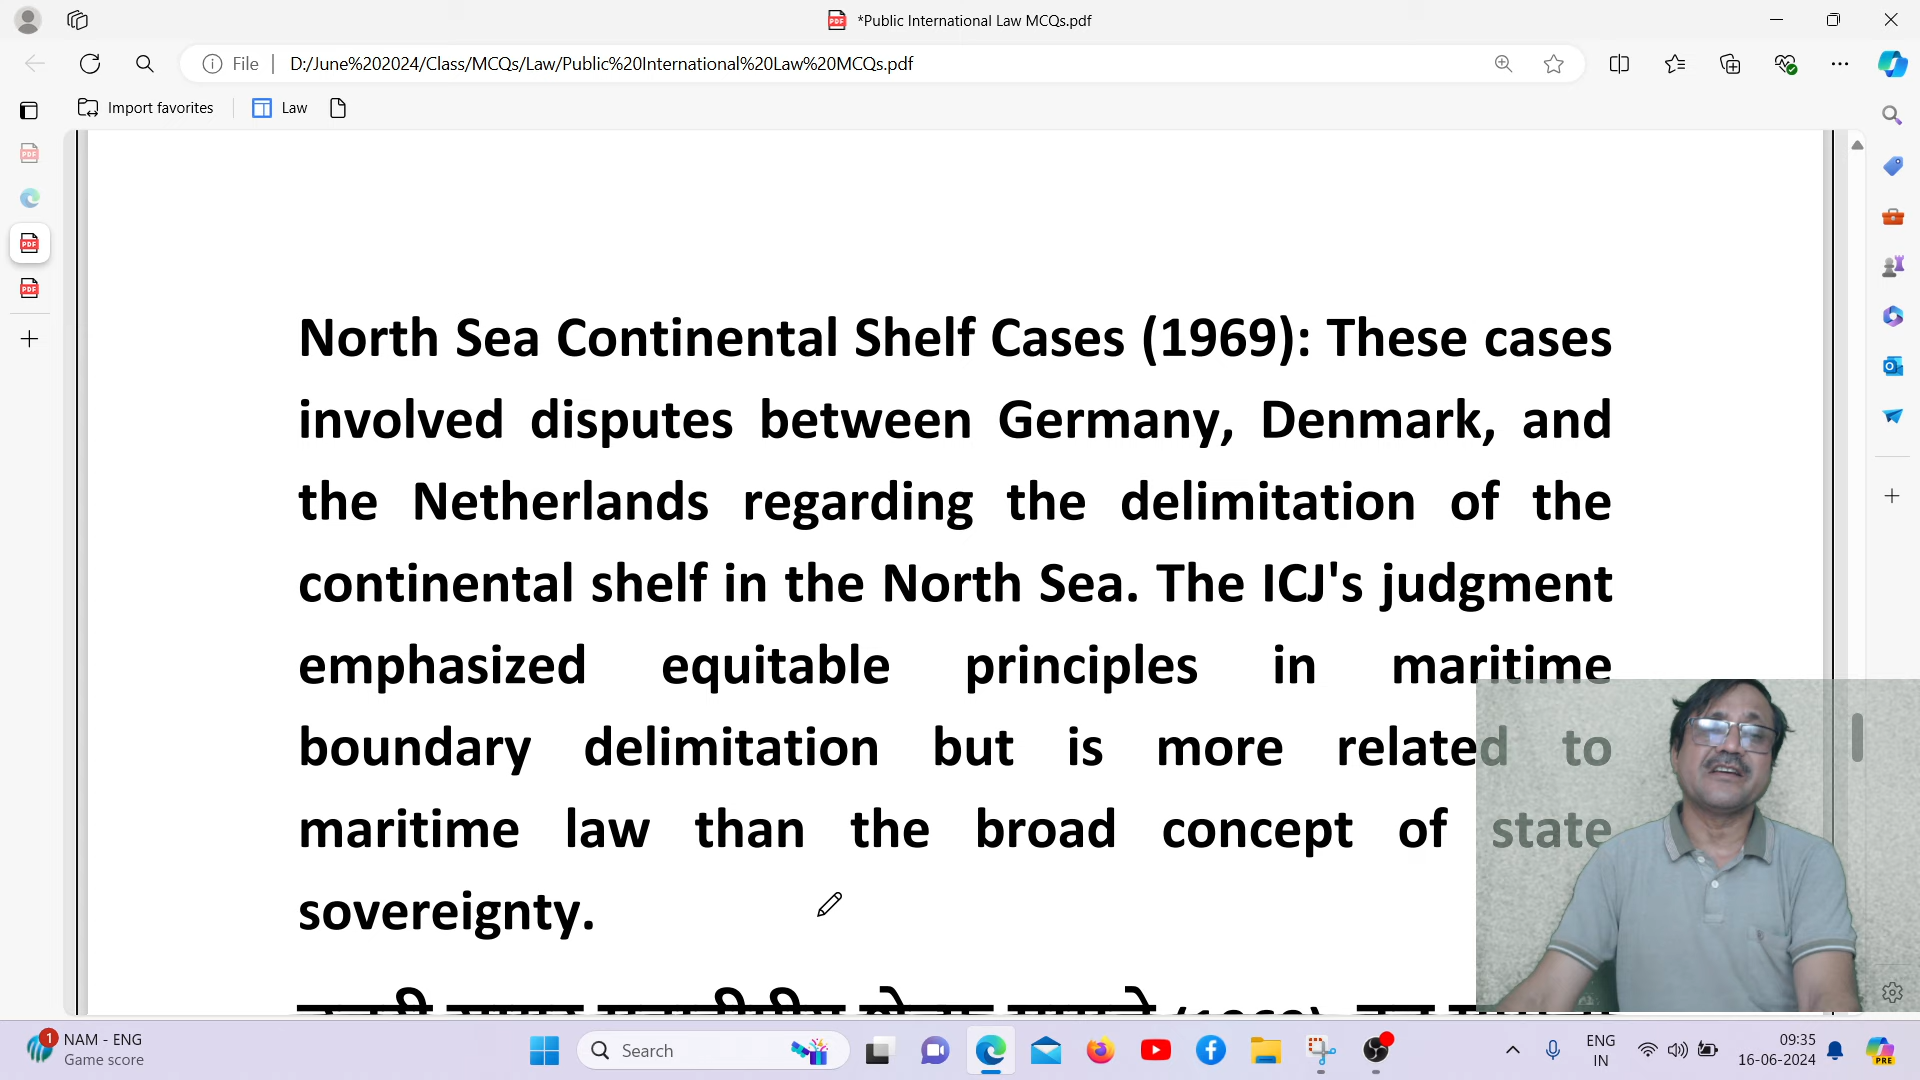 *Public International Law MCQs.pdf
File
D:/June%202024/Class/MCQs/Law/Public%20International%20Law%20MCQs.pdf
Import favorites
Law
North Sea Continental Shelf Cases (1969): These cases
involved disputes between Germany, Denmark, and
the Netherlands regarding the delimitation of the
continental shelf in the North Sea. The ICJ's judgment
emphasized equitable principles in maritime
boundary delimitation but is more related to
maritime law than the broad concept of state
sovereignty.
1
NAM - ENG
Game score
Search
ENG
IN
09:35
16-06-2024
PRE